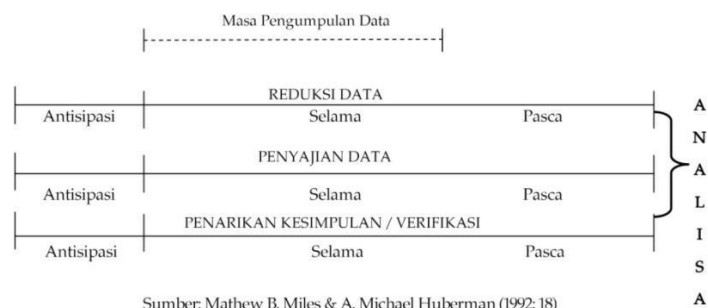 Masa Pengumpulan Data
REDUKSI DATA
Antisipasi Selama Pasca
PENYAJIAN DATA
Antisipasi Selama Pasca
PENARIKAN KESIMPULAN / VERIFIKASI
Antisipasi Selama Pasca
A
N
A
L
I
S
A
Sumber: Mathew B. Miles & A. Michael Huberman (1992: 18)